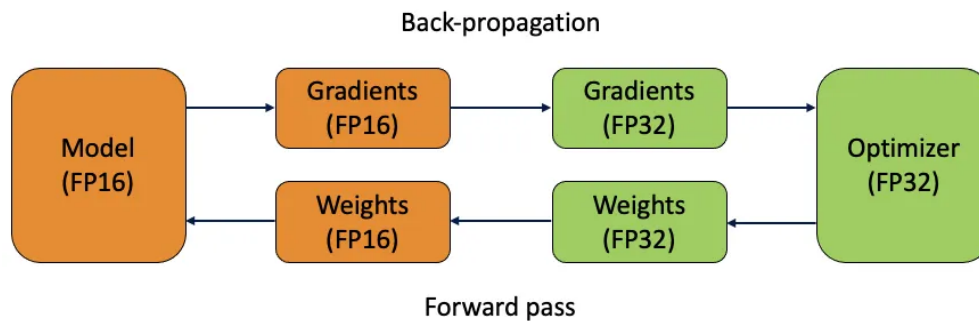 Back-propagation
Model
(FP16)
Gradients
(FP16)
Gradients
(FP32)
Optimizer
(FP32)
Weights
(FP16)
Weights
(FP32)
Forward pass